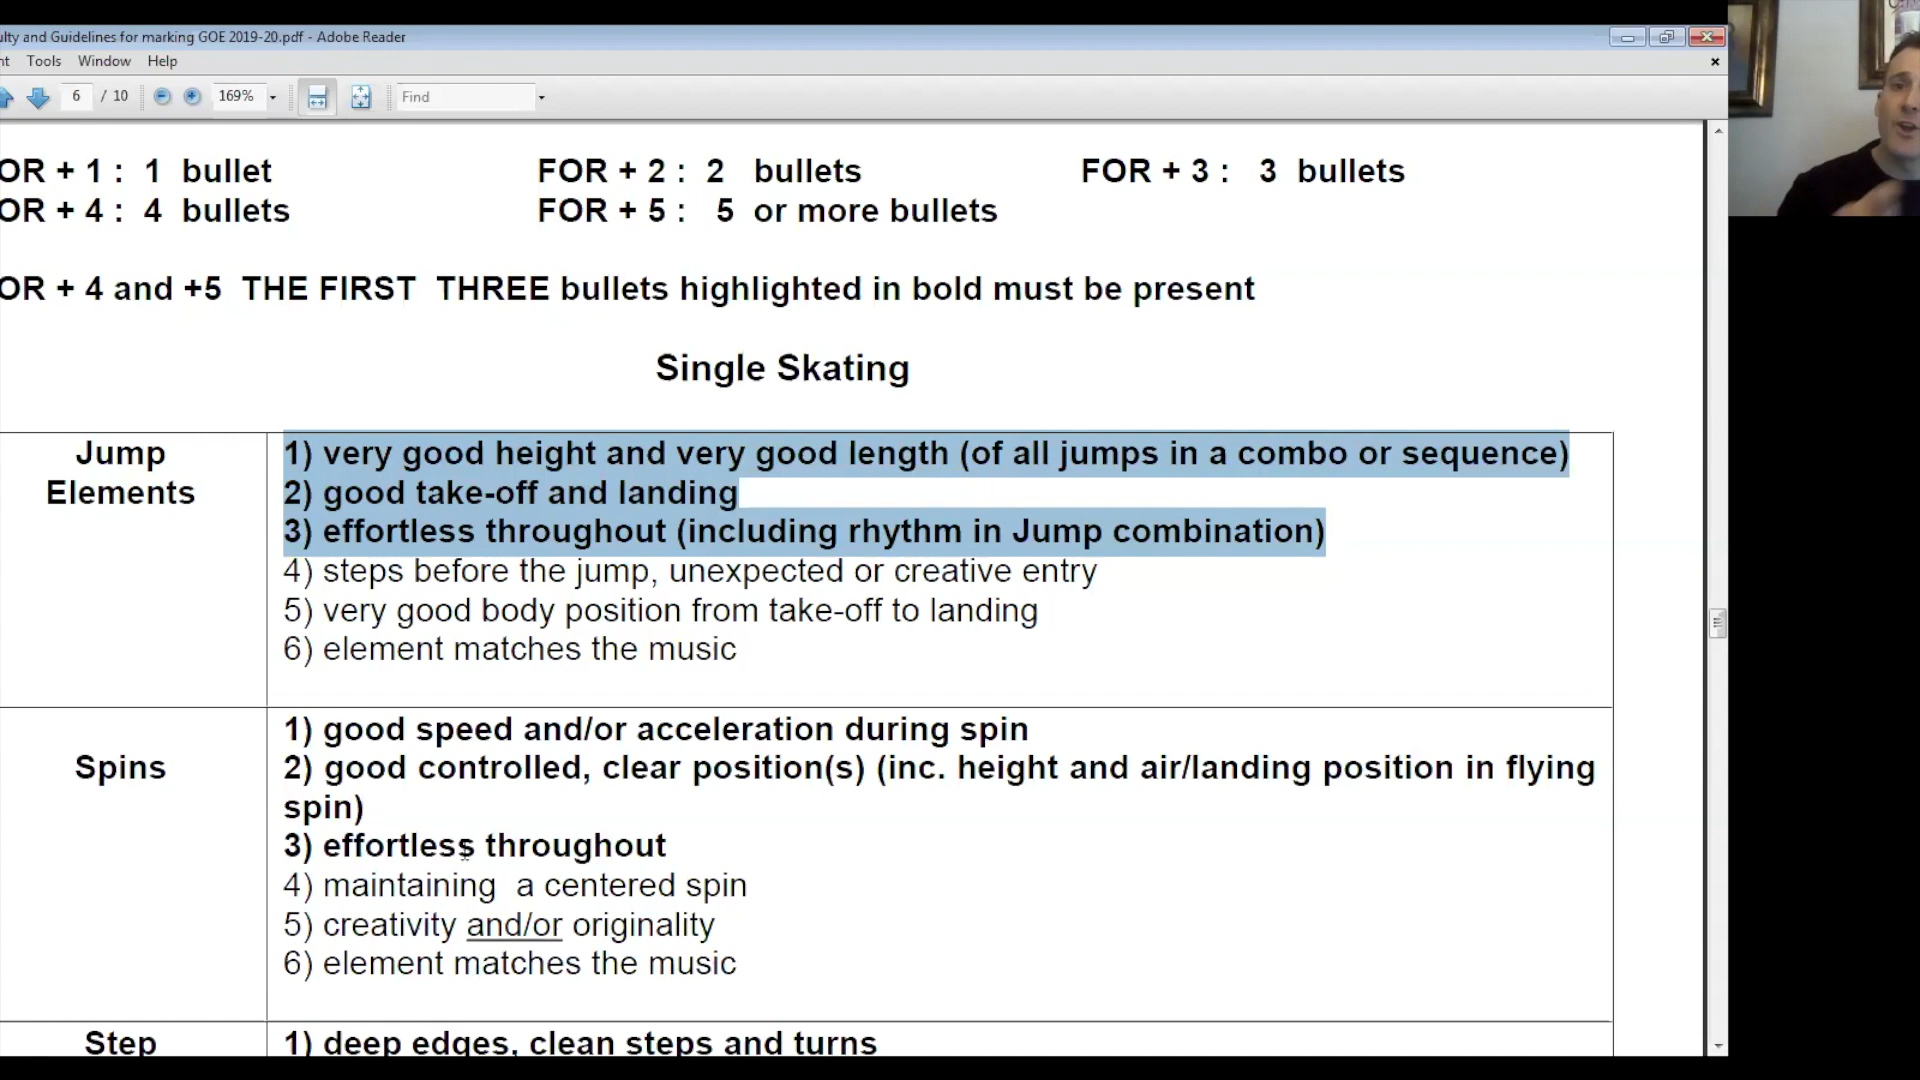 ulty and Guidelines for marking GOE 2019-20.pdf - Adobe Reader
nt Tools Window Help
6 / 10 169% Find
OR + 1 : 1 bullet FOR + 2 : 2 bullets FOR + 3 : 3 bullets
OR + 4 : 4 bullets FOR + 5 : 5 or more bullets
OR + 4 and +5 THE FIRST THREE bullets highlighted in bold must be present
Single Skating
Jump Elements
1) very good height and very good length (of all jumps in a combo or sequence)
2) good take-off and landing
3) effortless throughout (including rhythm in Jump combination)
4) steps before the jump, unexpected or creative entry
5) very good body position from take-off to landing
6) element matches the music
Spins
1) good speed and/or acceleration during spin
2) good controlled, clear position(s) (inc. height and air/landing position in flying
spin)
3) effortless throughout
4) maintaining a centered spin
5) creativity and/or originality
6) element matches the music
Step
1) deep edges, clean steps and turns